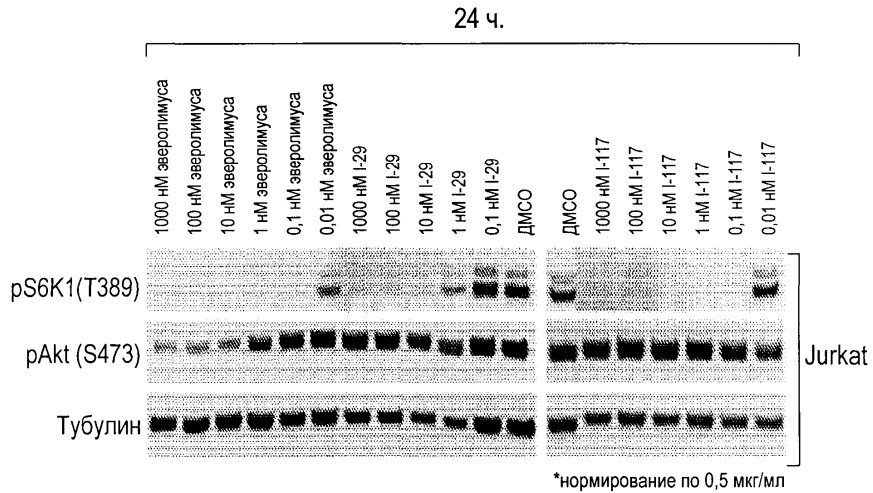 24 ч.
1000 нМ эверолимуса
100 нМ эверолимуса
10 нМ эверолимуса
1 нМ эверолимуса
0,1 нМ эверолимуса
0,01 нМ эверолимуса
1000 нМ I-29
100 нМ I-29
10 нМ I-29
1 нМ I-29
0,1 нМ I-29
ДМСО
ДМСО
1000 нМ I-117
100 нМ I-117
10 нМ I-117
1 нМ I-117
0,1 нМ I-117
0,01 нМ I-117
pS6K1(T389)
pAkt (S473)
Jurkat
Тубулин
*нормирование по 0,5 мкг/мл